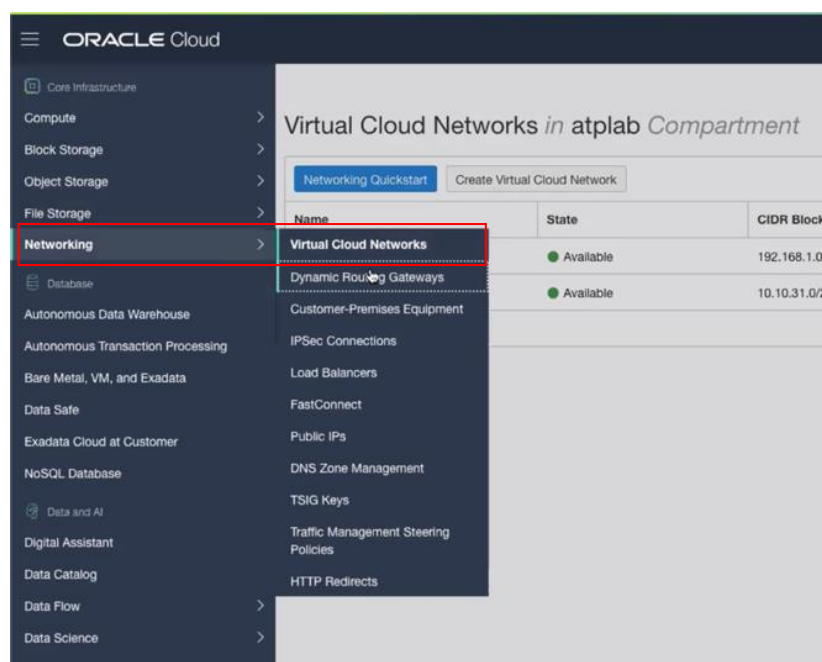 ORACLE Cloud
Core Infrastructure
Compute
Block Storage
Object Storage
File Storage
Networking
Database
Autonomous Data Warehouse
Autonomous Transaction Processing
Bare Metal, VM, and Exadata
Data Safe
Exadata Cloud at Customer
NoSQL Database
Data and AI
Digital Assistant
Data Catalog
Data Flow
Data Science
Virtual Cloud Networks
Dynamic Routing Gateways
Customer-Premises Equipment
IPSec Connections
Load Balancers
FastConnect
Public IPs
DNS Zone Management
TSIG Keys
Traffic Management Steering
Policies
HTTP Redirects
Virtual Cloud Networks in atplab Compartment
Networking Quickstart Create Virtual Cloud Network
Name State CIDR Block
Available 192.168.1.0
Available 10.10.31.0/2